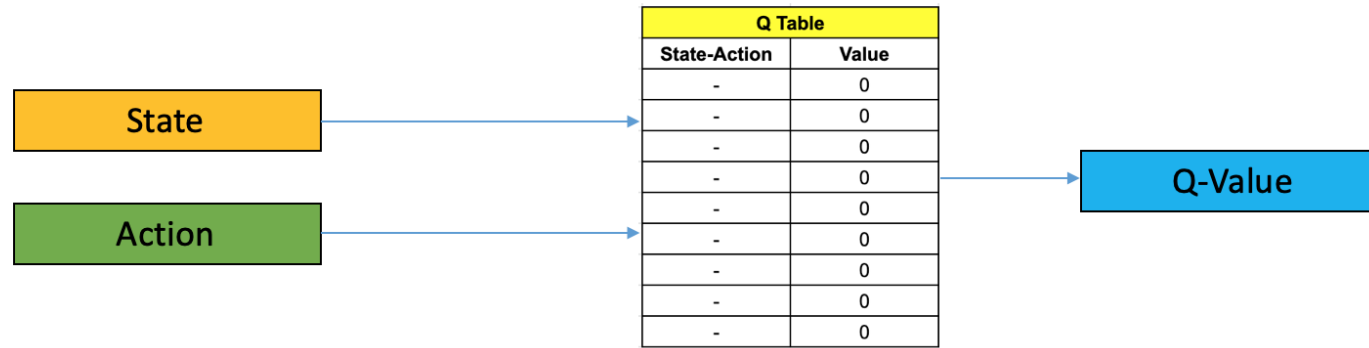 State
Action
Q Table
State-Action Value
- 0
- 0
- 0
- 0
- 0
- 0
- 0
- 0
- 0
Q-Value